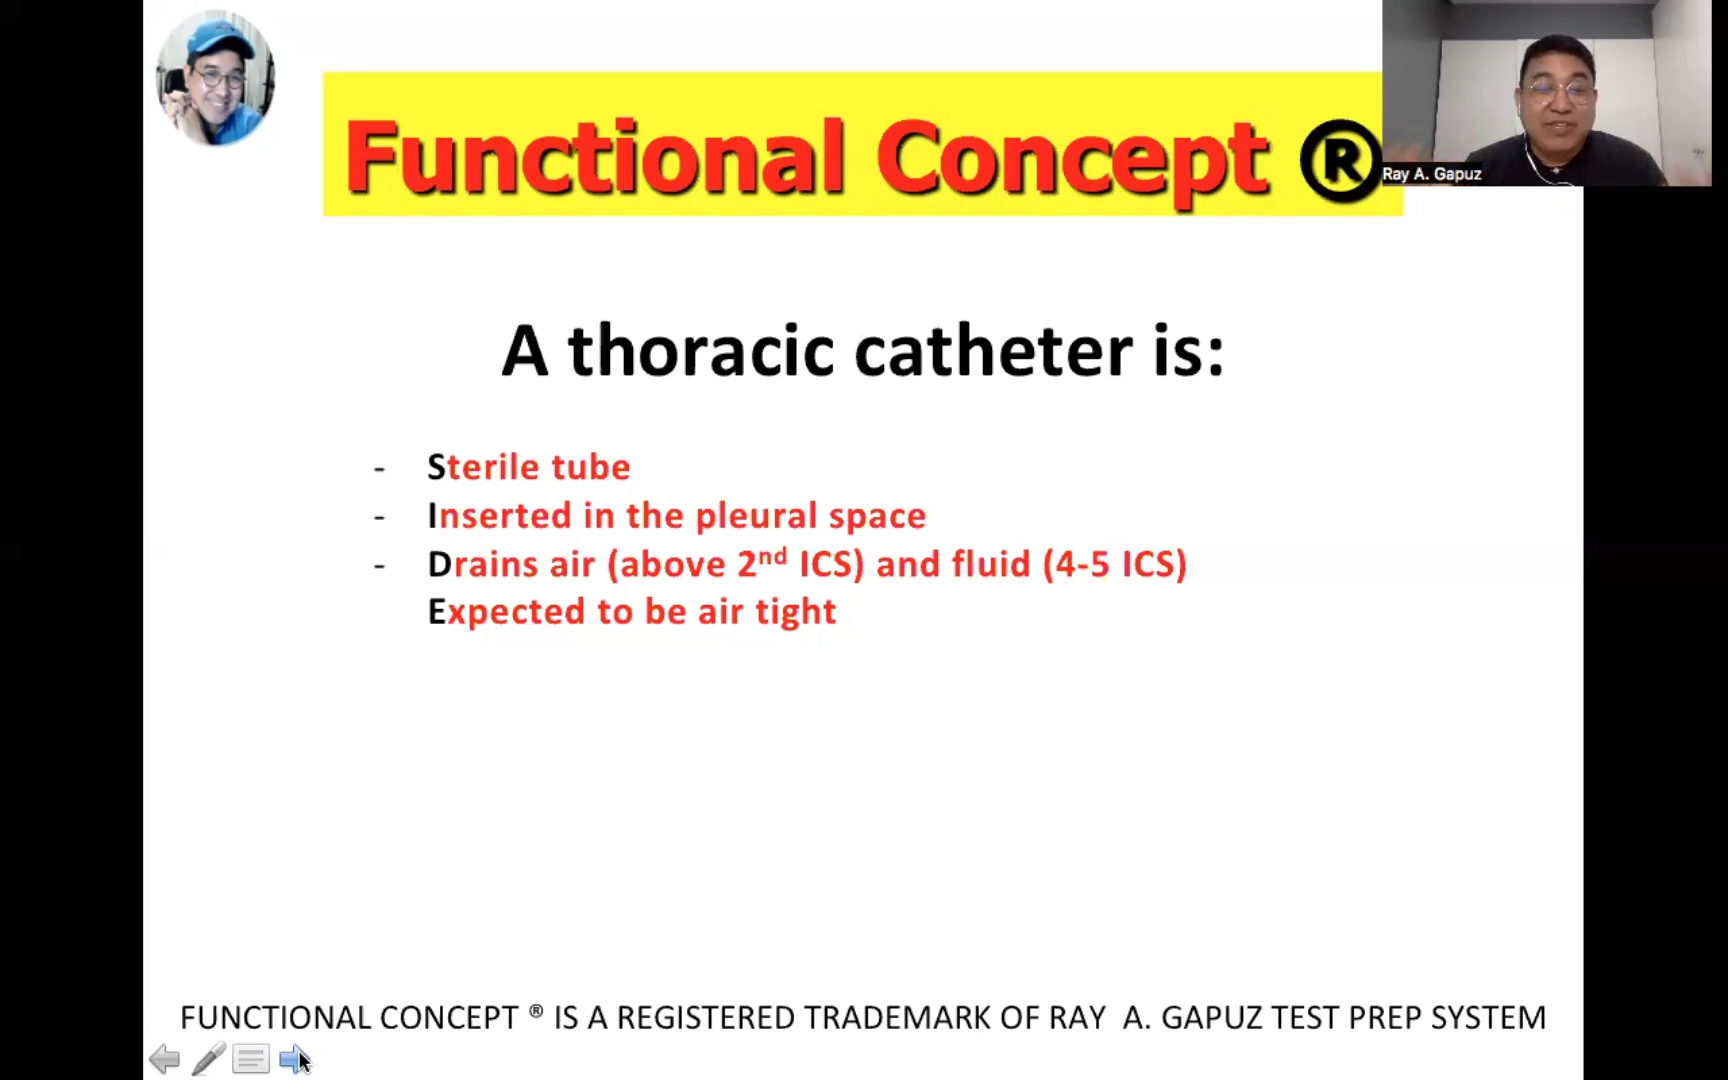 Functional Concept ®
Ray A. Gapuz
A thoracic catheter is:
- Sterile tube
- Inserted in the pleural space
- Drains air (above 2nd ICS) and fluid (4-5 ICS)
Expected to be air tight
FUNCTIONAL CONCEPT ® IS A REGISTERED TRADEMARK OF RAY A. GAPUZ TEST PREP SYSTEM